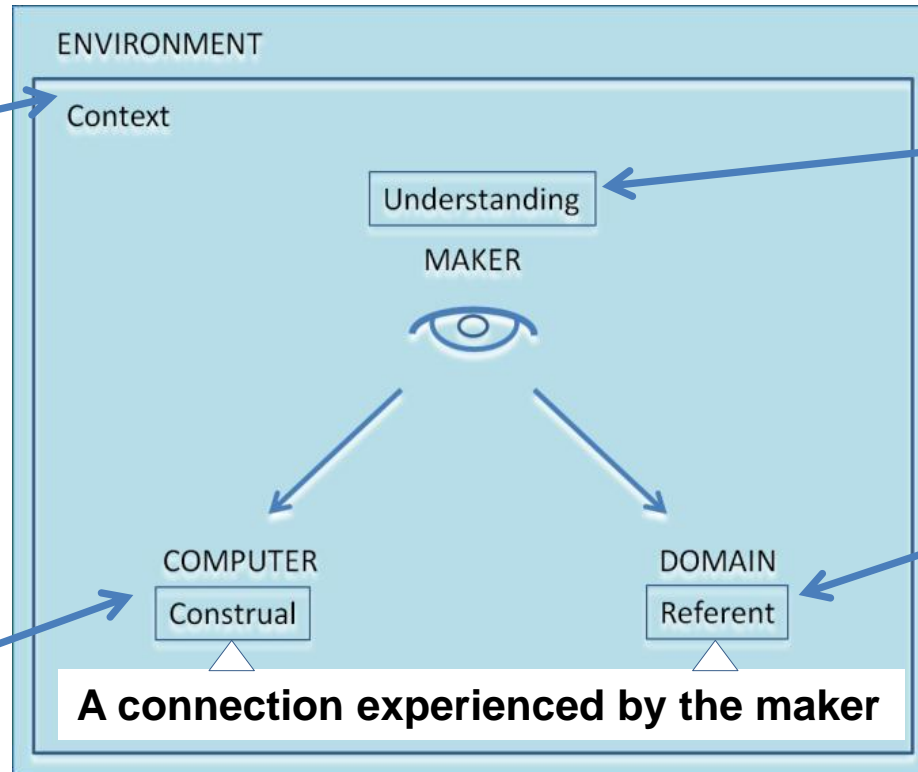 ENVIRONMENT
Context
Understanding
MAKER
COMPUTER
Construal
DOMAIN
Referent
A connection experienced by the maker